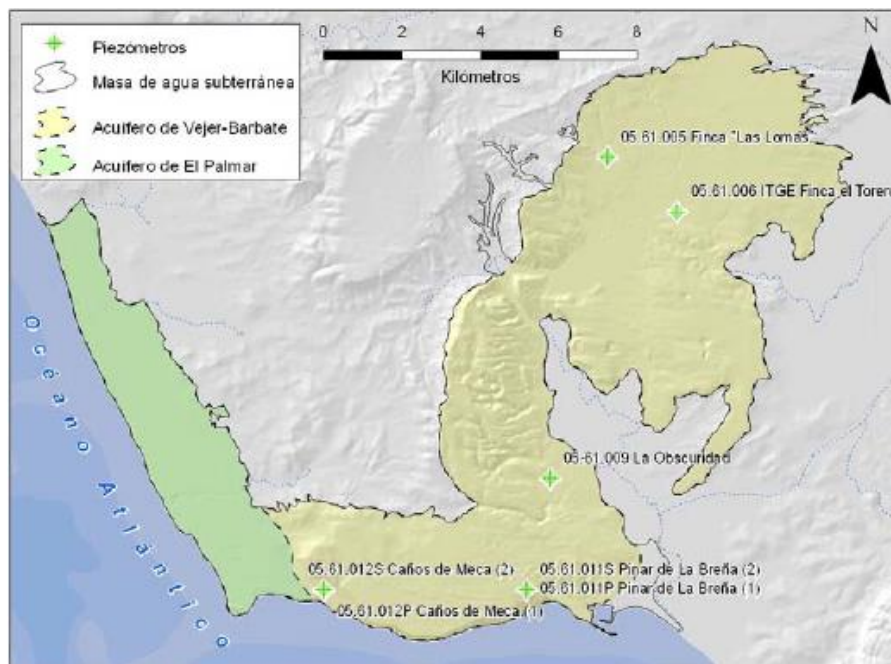 Piezómetros
Masa de agua subterránea
Acuífero de Vejer-Barbate
Acuífero de El Palmar
0 2 4 6 8
Kilómetros
N
05.61.005 Finca "Las Lomas
05.61.006 ITGE Finca el Torero
05.61.009 La Obscuridad
05.61.012S Caños de Meca (2)
05.61.012P Caños de Meca (1)
05.61.011S Pinar de La Breña (2)
05.61.011P Pinar de La Breña (1)
Océano Atlántico